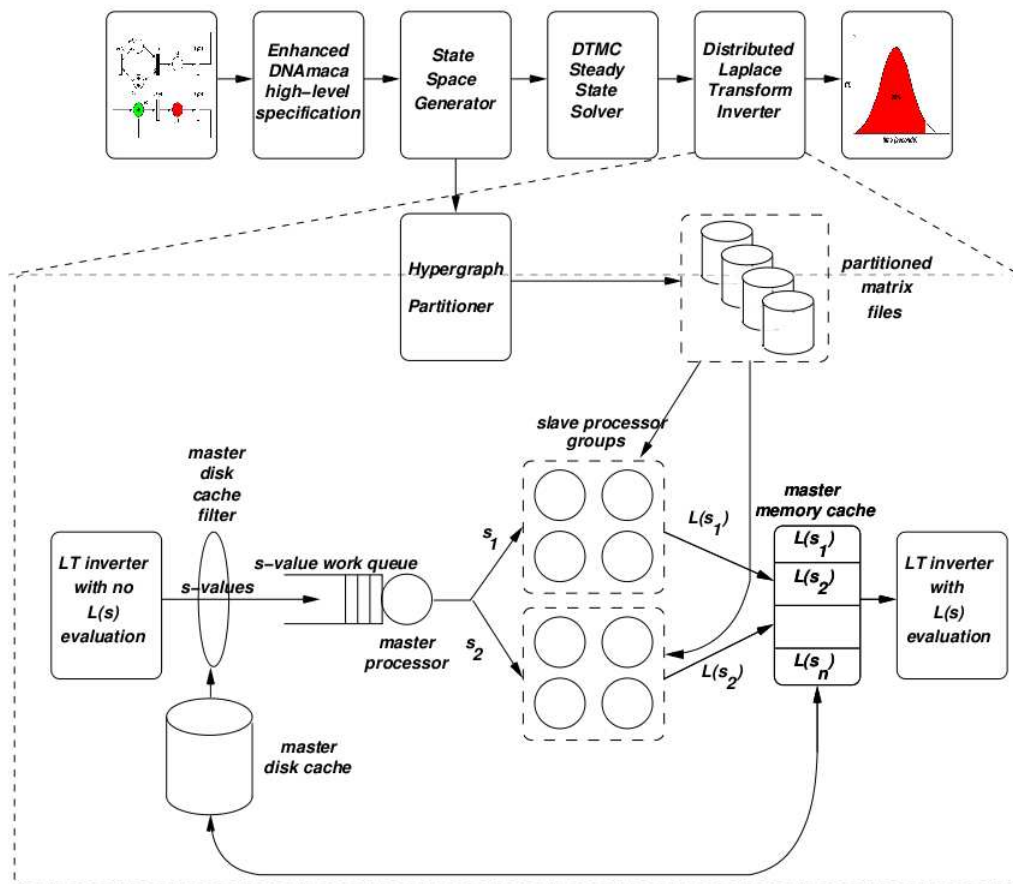 Enhanced
DNAmaca
high-level
specification
State
Space
Generator
DTMC
Steady
State
Solver
Distributed
Laplace
Transform
Inverter
Hypergraph
Partitioner
partitioned
matrix
files
slave processor
groups
master
disk
cache
filter
master
memory cache
LT inverter
with no
L(s)
evaluation
s-values
s-value work queue
master
processor
s1
s2
L(s1)
L(s2)
L(s1)
L(s2)
L(sn)
LT inverter
with
L(s)
evaluation
master
disk cache